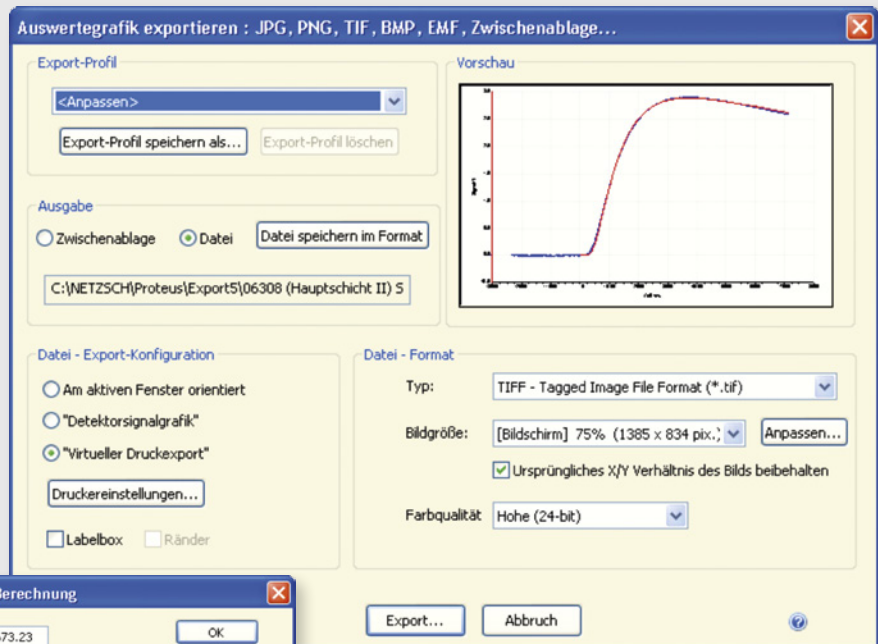 Auswertegrafik exportieren : JPG, PNG, TIF, BMP, EMF, Zwischenablage...
Export-Profil
<Anpassen>
Export-Profil speichern als...
Export-Profil löschen
Ausgabe
Zwischenablage
Datei
Datei speichern im Format
C:\NETZSCH\Proteus\Export5\06308 (Hauptschicht II) S
Vorschau
Datei - Export-Konfiguration
Am aktiven Fenster orientiert
"Detektorsignalgrafik"
"Virtueller Druckexport"
Druckereinstellungen...
Labelbox
Ränder
Datei - Format
Typ:
TIFF - Tagged Image File Format (*.tif)
Bildgröße:
[Bildschirm] 75% (1385 x 834 pix.)
Anpassen...
Ursprüngliches X/Y Verhältnis des Bilds beibehalten
Farbqualität
Hohe (24-bit)
Export...
Abbruch
Berechnung
73.23
OK